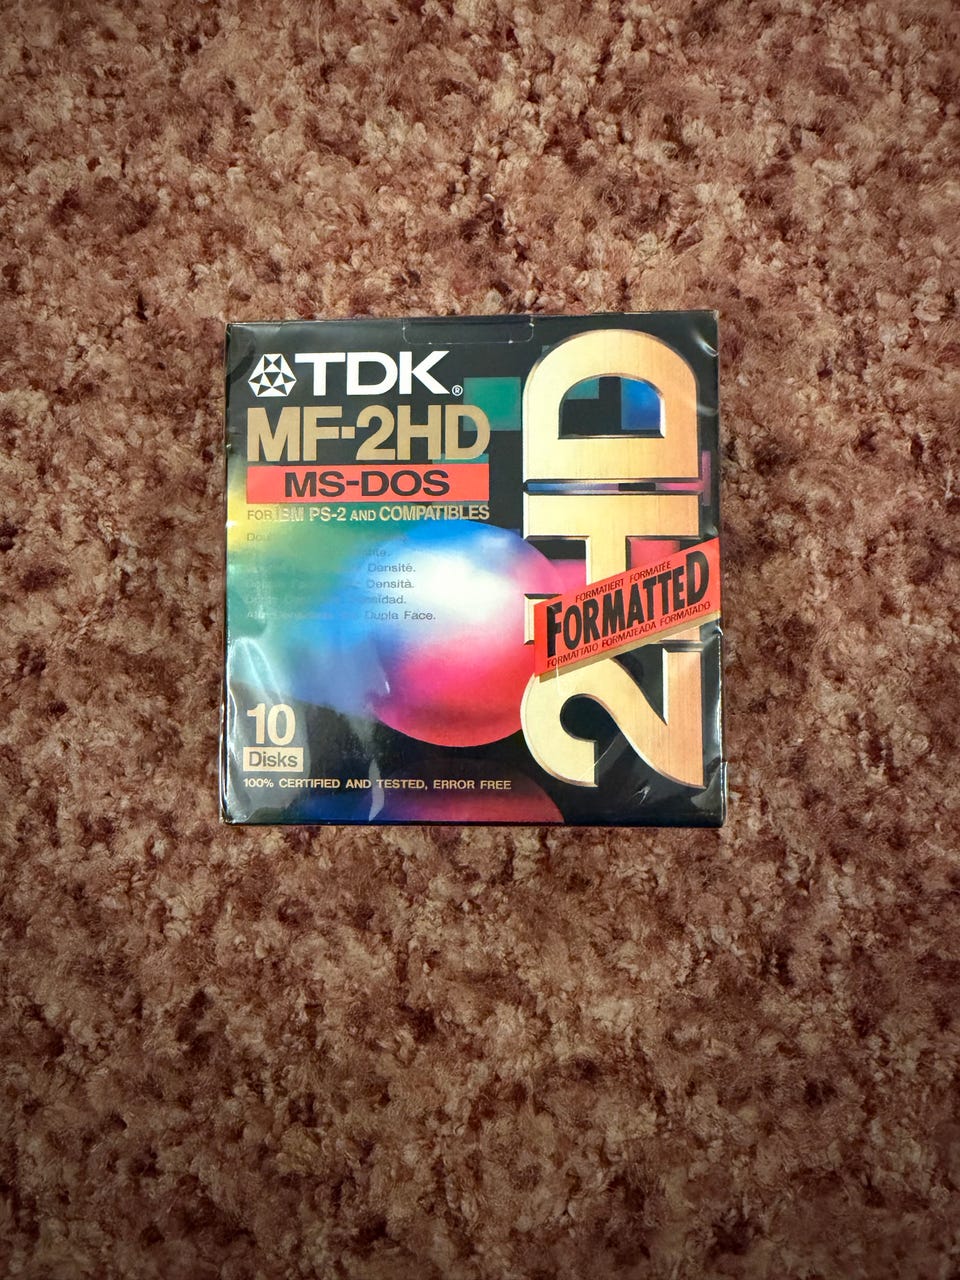 TDK®
MF-2HD
MS-DOS
FOR IBM PS-2 AND COMPATIBLES
Densité.
Densità.
Dupla Face.
10
Disks
100% CERTIFIED AND TESTED, ERROR FREE
2HD
FORMATIERT FORMATÉE
FORMATTED
FORMATTATO FORMATEADA FORMATADO